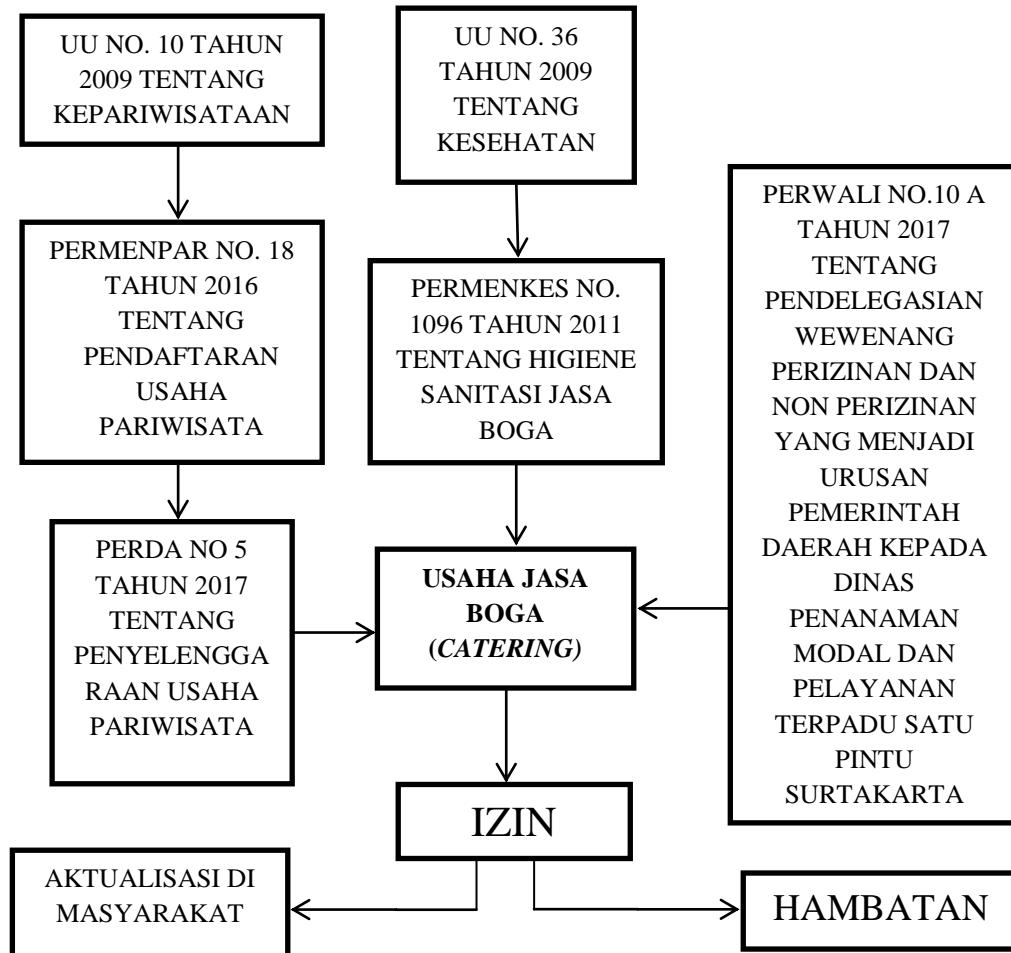 UU NO. 10 TAHUN
2009 TENTANG
KEPARIWISATAAN
UU NO. 36
TAHUN 2009
TENTANG
KESEHATAN
PERMENPAR NO. 18
TAHUN 2016
TENTANG
PENDAFTARAN
USAHA
PARIWISATA
PERMENKES NO.
1096 TAHUN 2011
TENTANG HIGIENE
SANITASI JASA
BOGA
PERWALI NO.10 A
TAHUN 2017
TENTANG
PENDELEGASIAN
WEWENANG
PERIZINAN DAN
NON PERIZINAN
YANG MENJADI
URUSAN
PEMERINTAH
DAERAH KEPADA
DINAS
PENANAMAN
MODAL DAN
PELAYANAN
TERPADU SATU
PINTU
SURTAKARTA
PERDA NO 5
TAHUN 2017
TENTANG
PENYELENGGA
RAAN USAHA
PARIWISATA
USAHA JASA
BOGA
(CATERING)
IZIN
AKTUALISASI DI
MASYARAKAT
HAMBATAN